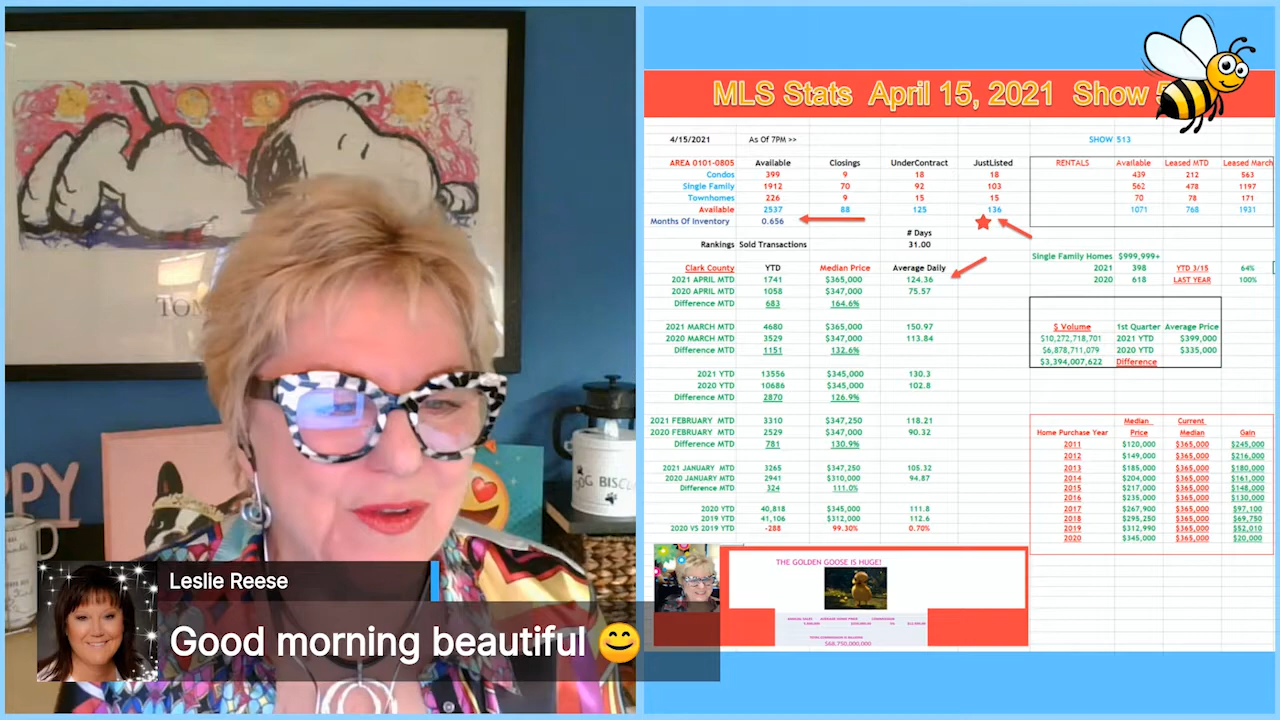 TOM
PPY
DOG BISC
Leslie Reese
Good morning beautiful 😊
MLS Stats April 15, 2021 Show 5
4/15/2021 As Of 7PM >> SHOW 513
AREA 0101-0805 Available Closings UnderContract JustListed
Condos 399 9 18 18
Single Family 1912 70 92 103
Townhomes 226 9 15 15
Available 2537 88 125 136
Months Of Inventory 0.656
# Days
Rankings Sold Transactions 31.00
Clark County YTD Median Price Average Daily
2021 APRIL MTD 1741 $365,000 124.36
2020 APRIL MTD 1058 $347,000 75.57
Difference MTD 683 164.6%
2021 MARCH MTD 4680 $365,000 150.97
2020 MARCH MTD 3529 $347,000 113.84
Difference MTD 1151 132.6%
2021 YTD 13556 $345,000 130.3
2020 YTD 10686 $345,000 102.8
Difference MTD 2870 126.9%
2021 FEBRUARY MTD 3310 $347,250 118.21
2020 FEBRUARY MTD 2529 $347,000 90.32
Difference MTD 781 130.9%
2021 JANUARY MTD 3265 $347,250 105.32
2020 JANUARY MTD 2941 $310,000 94.87
Difference MTD 324 111.0%
2020 YTD 40,818 $345,000 111.8
2019 YTD 41,106 $312,000 112.6
2020 VS 2019 YTD -288 99.30% 0.70%
RENTALS Available Leased MTD Leased March
439 212 563
562 478 1197
70 78 171
1071 768 1931
Single Family Homes $999,999+
2021 398 YTD 3/15 64%
2020 618 LAST YEAR 100%
$ Volume 1st Quarter Average Price
$10,272,718,701 2021 YTD $399,000
$6,878,711,079 2020 YTD $335,000
$3,394,007,622 Difference
Median Current
Home Purchase Year Price Median Gain
2011 $120,000 $365,000 $245,000
2012 $149,000 $365,000 $216,000
2013 $185,000 $365,000 $180,000
2014 $204,000 $365,000 $161,000
2015 $217,000 $365,000 $148,000
2016 $235,000 $365,000 $130,000
2017 $267,900 $365,000 $97,100
2018 $295,250 $365,000 $69,750
2019 $312,990 $365,000 $52,010
2020 $345,000 $365,000 $20,000
THE GOLDEN GOOSE IS HUGE!